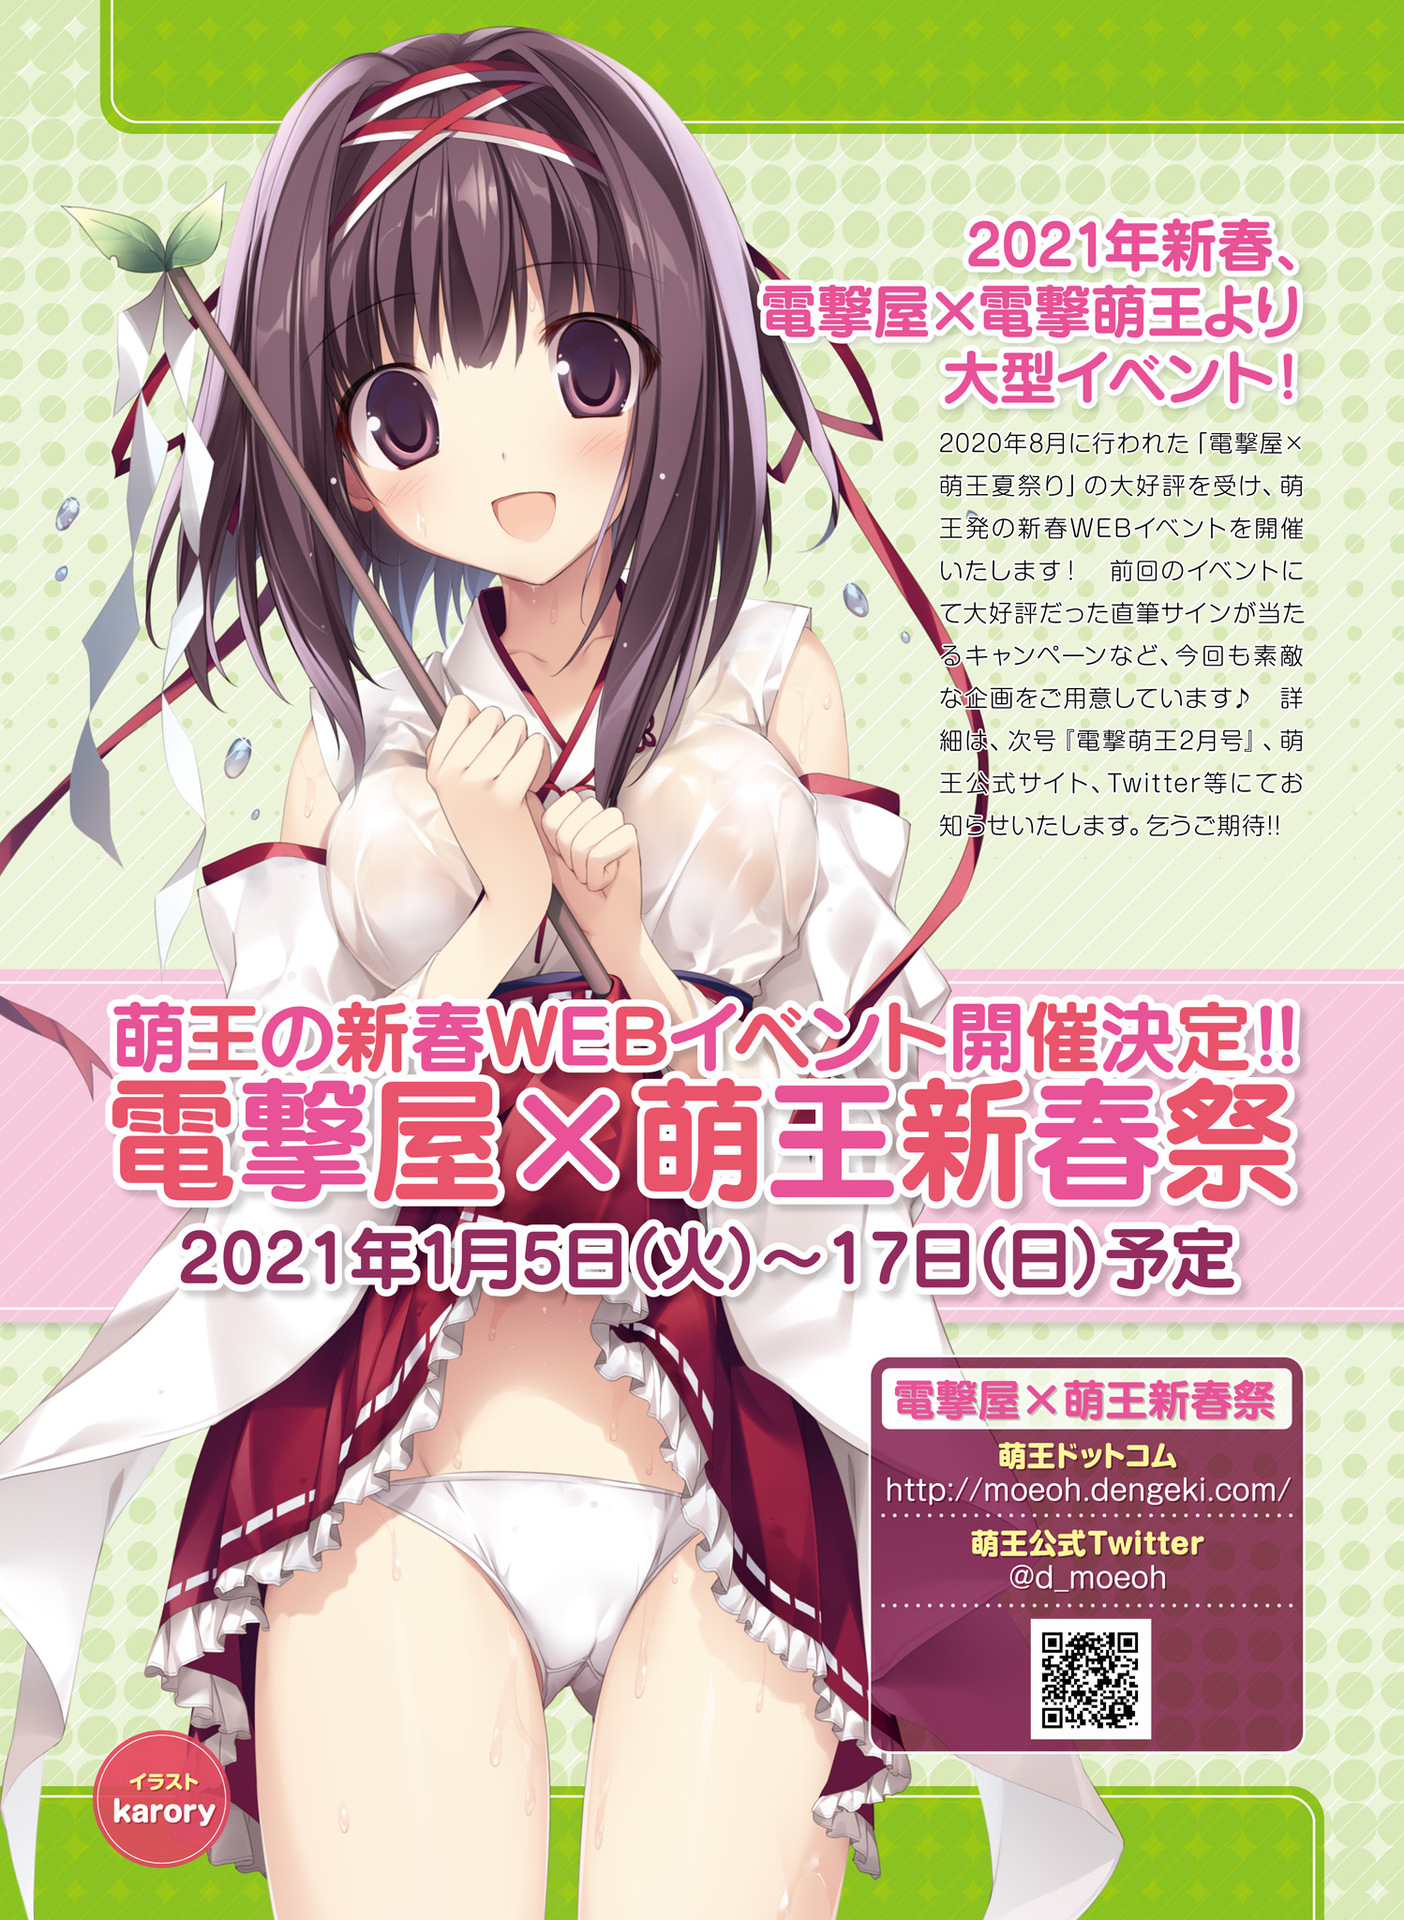 2021年新春、
電撃屋×電撃萌王より
大型イベント!
2020年8月に行われた「電撃屋×
萌王夏祭り」の大好評を受け、萌
王発の新春WEBイベントを開催
いたします！　前回のイベントに
て大好評だった直筆サインが当た
るキャンペーンなど、今回も素敵
な企画をご用意しています♪　詳
細は、次号『電撃萌王2月号』、萌
王公式サイト、Twitter等にてお
知らせいたします。乞うご期待!!
萌王の新春WEBイベント開催決定!!
電撃屋×萌王新春祭
2021年1月5日(火)～17日(日)予定
電撃屋×萌王新春祭
萌王ドットコム
http://moeoh.dengeki.com/
萌王公式Twitter
@d_moeoh
イラスト
karory